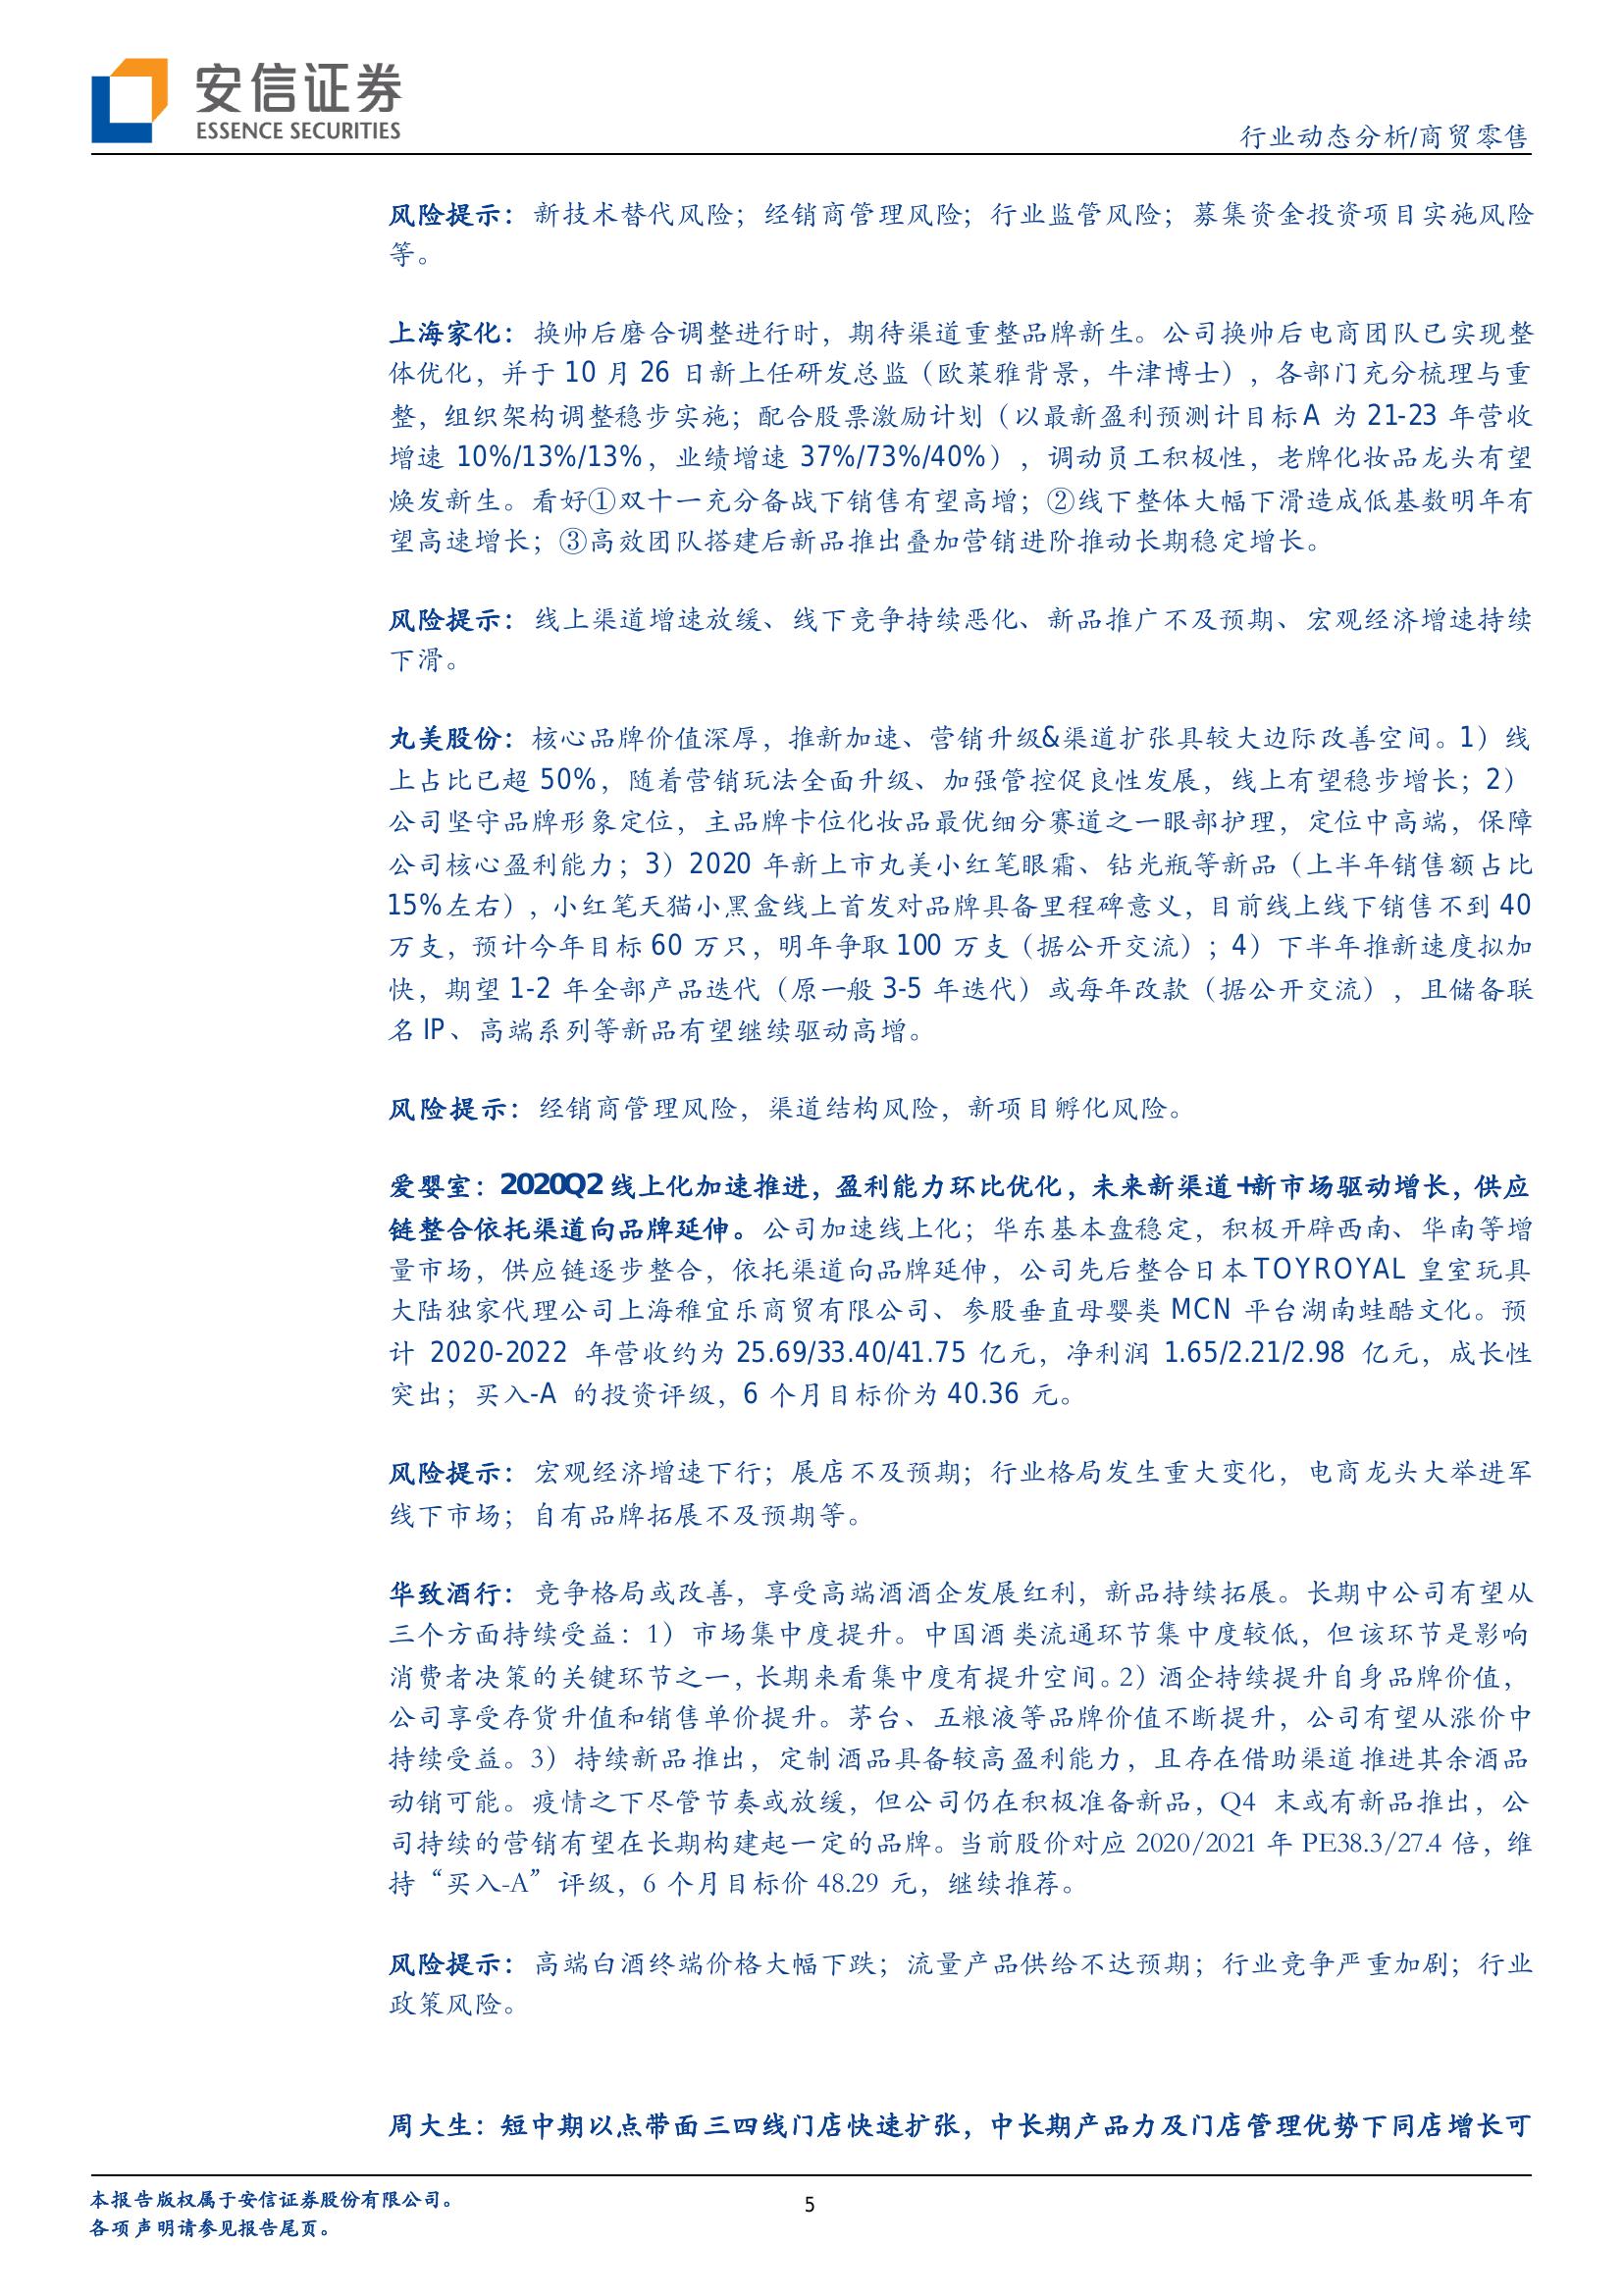 安信证券
ESSENCE SECURITIES
行业动态分析/商贸零售
风险提示：新技术替代风险；经销商管理风险；行业监管风险；募集资金投资项目实施风险
等。
上海家化：换帅后磨合调整进行时，期待渠道重整品牌新生。公司换帅后电商团队已实现整
体优化，并于 10 月 26 日新上任研发总监（欧莱雅背景，牛津博士），各部门充分梳理与重
整，组织架构调整稳步实施；配合股票激励计划（以最新盈利预测计目标 A 为 21-23 年营收
增速 10%/13%/13%，业绩增速 37%/73%/40%），调动员工积极性，老牌化妆品龙头有望
焕发新生。看好①双十一充分备战下销售有望高增；②线下整体大幅下滑造成低基数明年有
望高速增长；③高效团队搭建后新品推出叠加营销进阶推动长期稳定增长。
风险提示：线上渠道增速放缓、线下竞争持续恶化、新品推广不及预期、宏观经济增速持续
下滑。
丸美股份：核心品牌价值深厚，推新加速、营销升级&渠道扩张具较大边际改善空间。1）线
上占比已超 50%，随着营销玩法全面升级、加强管控促良性发展，线上有望稳步增长；2）
公司坚守品牌形象定位，主品牌卡位化妆品最优细分赛道之一眼部护理，定位中高端，保障
公司核心盈利能力；3）2020 年新上市丸美小红笔眼霜、钻光瓶等新品（上半年销售额占比
15%左右），小红笔天猫小黑盒线上首发对品牌具备里程碑意义，目前线上线下销售不到 40
万支，预计今年目标 60 万只，明年争取 100 万支（据公开交流）；4）下半年推新速度拟加
快，期望 1-2 年全部产品迭代（原一般 3-5 年迭代）或每年改款（据公开交流），且储备联
名 IP、高端系列等新品有望继续驱动高增。
风险提示：经销商管理风险，渠道结构风险，新项目孵化风险。
爱婴室：2020Q2 线上化加速推进，盈利能力环比优化，未来新渠道+新市场驱动增长，供应
链整合依托渠道向品牌延伸。公司加速线上化；华东基本盘稳定，积极开辟西南、华南等增
量市场，供应链逐步整合，依托渠道向品牌延伸，公司先后整合日本 TOYROYAL 皇室玩具
大陆独家代理公司上海稚宜乐商贸有限公司、参股垂直母婴类 MCN 平台湖南蛙酷文化。预
计 2020-2022 年营收约为 25.69/33.40/41.75 亿元，净利润 1.65/2.21/2.98 亿元，成长性
突出；买入-A 的投资评级，6 个月目标价为 40.36 元。
风险提示：宏观经济增速下行；展店不及预期；行业格局发生重大变化，电商龙头大举进军
线下市场；自有品牌拓展不及预期等。
华致酒行：竞争格局或改善，享受高端酒酒企发展红利，新品持续拓展。长期中公司有望从
三个方面持续受益：1）市场集中度提升。中国酒类流通环节集中度较低，但该环节是影响
消费者决策的关键环节之一，长期来看集中度有提升空间。2）酒企持续提升自身品牌价值，
公司享受存货升值和销售单价提升。茅台、五粮液等品牌价值不断提升，公司有望从涨价中
持续受益。3）持续新品推出，定制酒品具备较高盈利能力，且存在借助渠道推进其余酒品
动销可能。疫情之下尽管节奏或放缓，但公司仍在积极准备新品，Q4 末或有新品推出，公
司持续的营销有望在长期构建起一定的品牌。当前股价对应 2020/2021 年 PE38.3/27.4 倍，维
持“买入-A”评级，6 个月目标价 48.29 元，继续推荐。
风险提示：高端白酒终端价格大幅下跌；流量产品供给不达预期；行业竞争严重加剧；行业
政策风险。
周大生：短中期以点带面三四线门店快速扩张，中长期产品力及门店管理优势下同店增长可
本报告版权属于安信证券股份有限公司。
各项声明请参见报告尾页。
5